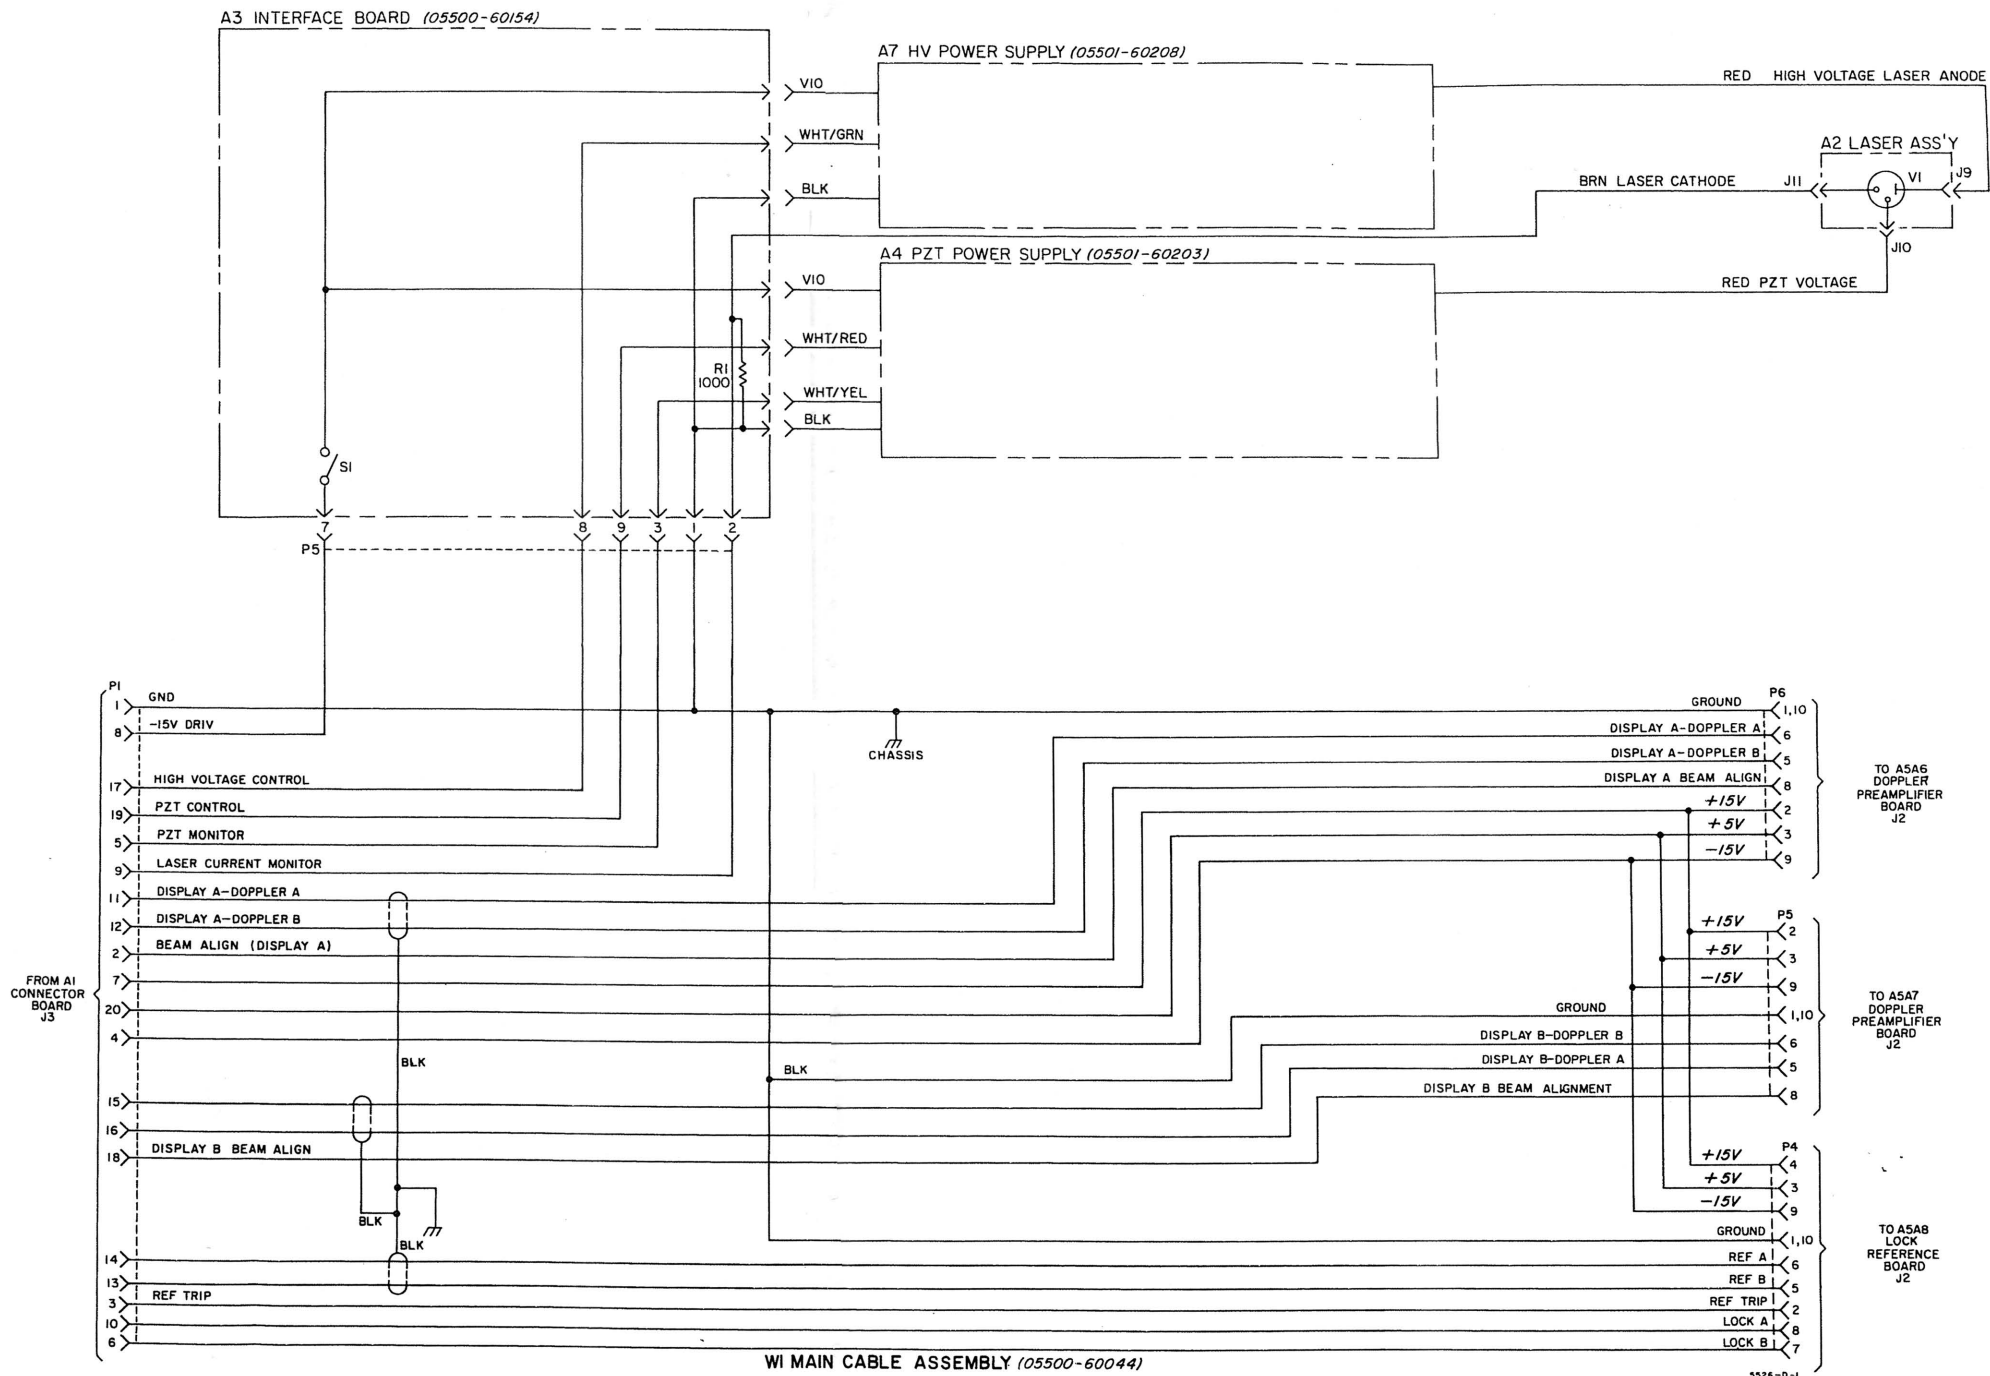 A3 INTERFACE BOARD (05500-60154)
A7 HV POWER SUPPLY (05501-60208)
VIO
RED HIGH VOLTAGE LASER ANODE
WHT/GRN
A2 LASER ASS'Y
BLK
BRN LASER CATHODE
J11
V1
J9
J10
A4 PZT POWER SUPPLY (05501-60203)
VIO
RED PZT VOLTAGE
WHT/RED
R1
1000
WHT/YEL
BLK
S1
7
8
9
3
1
2
P5
P1
1
GND
8
-15V DRIV
17
HIGH VOLTAGE CONTROL
19
PZT CONTROL
5
PZT MONITOR
9
LASER CURRENT MONITOR
11
DISPLAY A-DOPPLER A
12
DISPLAY A-DOPPLER B
2
BEAM ALIGN (DISPLAY A)
7
20
4
15
16
18
DISPLAY B BEAM ALIGN
14
13
3
REF TRIP
10
6
FROM A1
CONNECTOR
BOARD
J3
CHASSIS
BLK
BLK
BLK
BLK
P6
GROUND
1,10
DISPLAY A-DOPPLER A
6
DISPLAY A-DOPPLER B
5
DISPLAY A BEAM ALIGN
8
+15V
2
+5V
3
-15V
9
TO A5A6
DOPPLER
PREAMPLIFIER
BOARD
J2
P5
+15V
2
+5V
3
-15V
9
GROUND
1,10
DISPLAY B-DOPPLER B
6
DISPLAY B-DOPPLER A
5
DISPLAY B BEAM ALIGNMENT
8
TO A5A7
DOPPLER
PREAMPLIFIER
BOARD
J2
P4
+15V
4
+5V
3
-15V
9
GROUND
1,10
REF A
6
REF B
5
REF TRIP
2
LOCK A
8
LOCK B
7
TO A5A8
LOCK
REFERENCE
BOARD
J2
W1 MAIN CABLE ASSEMBLY (05500-60044)
5526-D-1